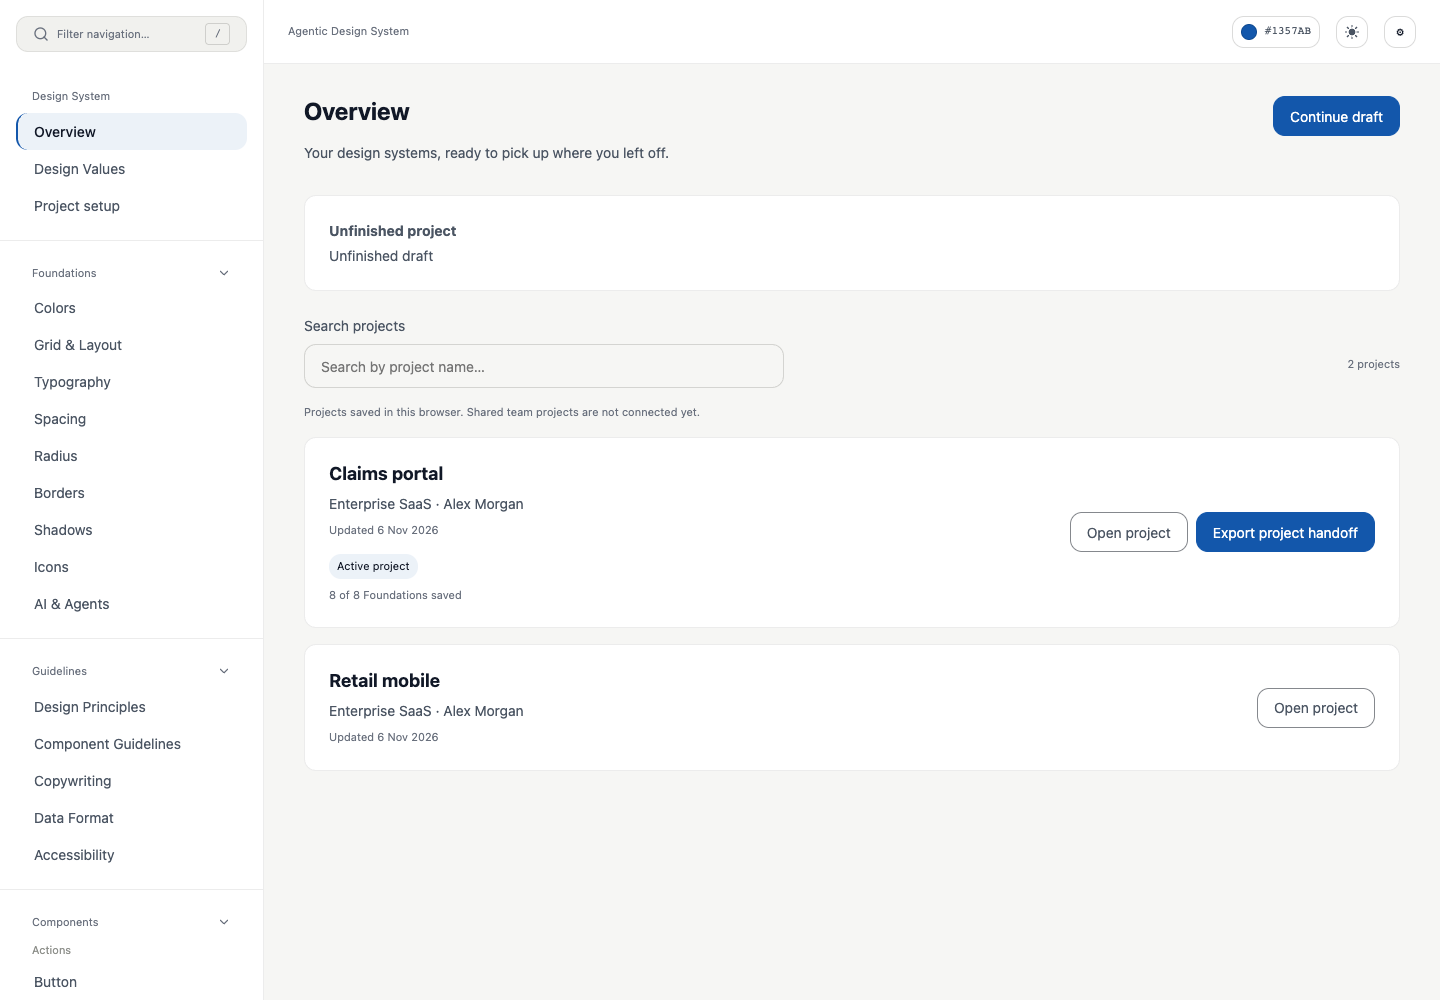 Filter navigation...
/
Design System
Overview
Design Values
Project setup
Foundations
Colors
Grid & Layout
Typography
Spacing
Radius
Borders
Shadows
Icons
AI & Agents
Guidelines
Design Principles
Component Guidelines
Copywriting
Data Format
Accessibility
Components
Actions
Button
Agentic Design System
#1357AB
Overview
Continue draft
Your design systems, ready to pick up where you left off.
Unfinished project
Unfinished draft
Search projects
Search by project name...
2 projects
Projects saved in this browser. Shared team projects are not connected yet.
Claims portal
Enterprise SaaS · Alex Morgan
Updated 6 Nov 2026
Active project
8 of 8 Foundations saved
Open project
Export project handoff
Retail mobile
Enterprise SaaS · Alex Morgan
Updated 6 Nov 2026
Open project